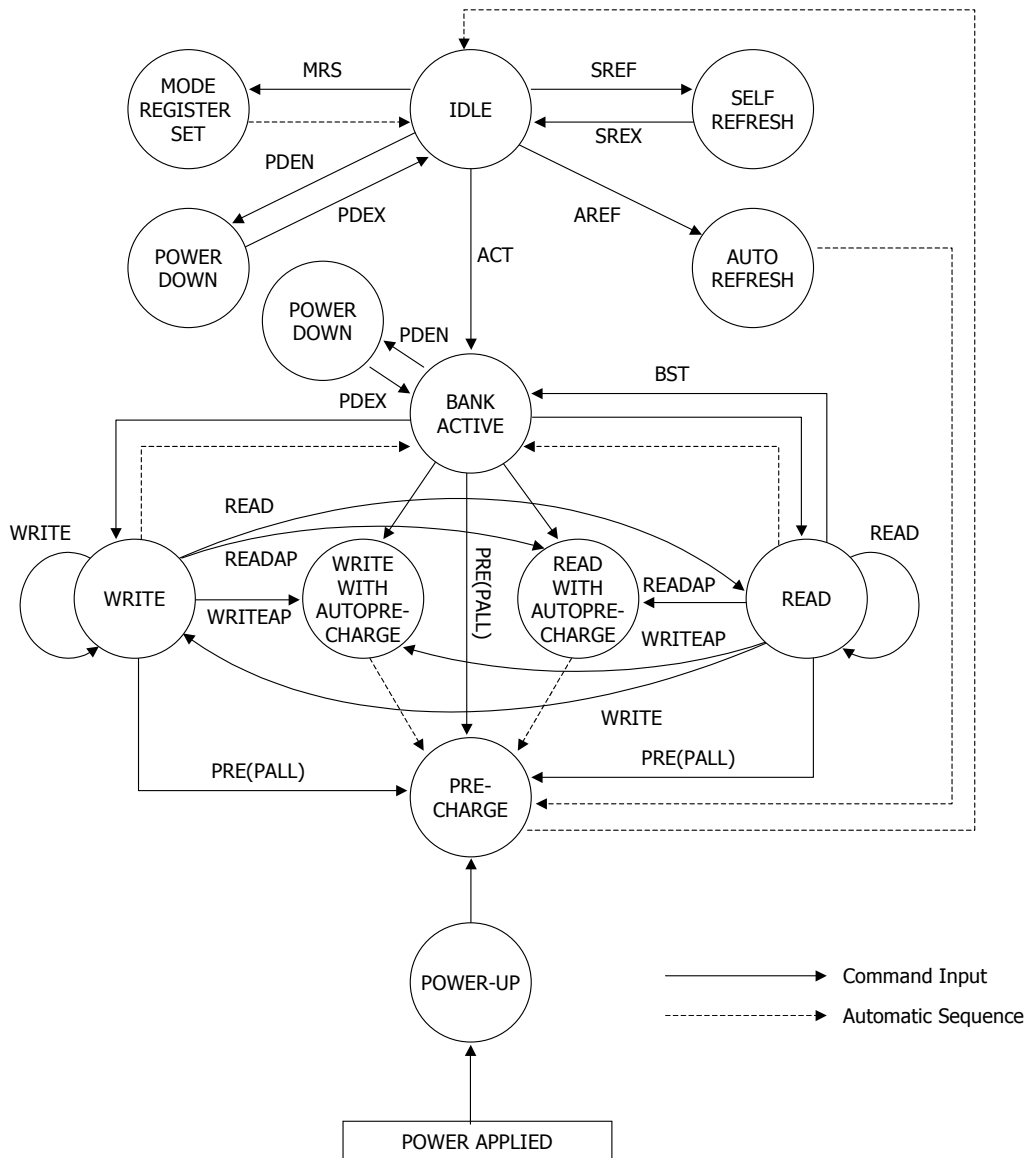 MRS
SREF
MODE
REGISTER
SET
IDLE
SELF
REFRESH
SREX
PDEN
PDEX
AREF
POWER
DOWN
AUTO
REFRESH
ACT
POWER
DOWN
PDEN
PDEX
BST
BANK
ACTIVE
WRITE
READ
READAP
READ
WRITE
WRITEAP
WRITE
WITH
AUTOPRE-
CHARGE
PRE(PALL)
READ
WITH
AUTOPRE-
CHARGE
READAP
WRITEAP
READ
WRITE
PRE(PALL)
PRE(PALL)
PRE-
CHARGE
POWER-UP
Command Input
Automatic Sequence
POWER APPLIED